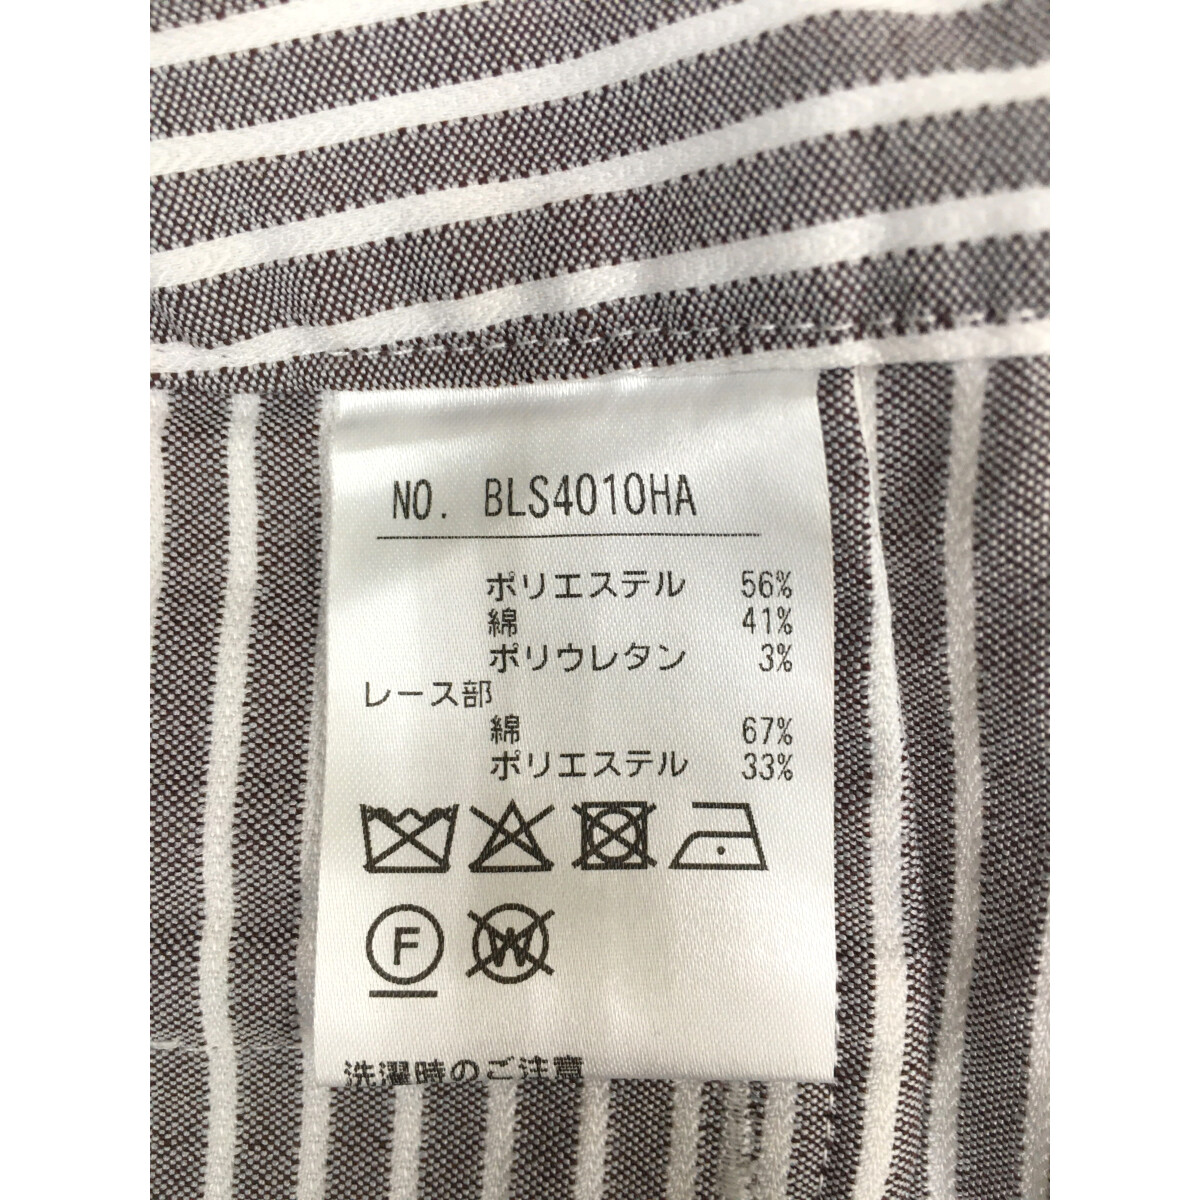 NO. BLS4010HA
ポリエステル 56%
綿 41%
ポリウレタン 3%
レース部
綿 67%
ポリエステル 33%
F W
洗濯時のご注意